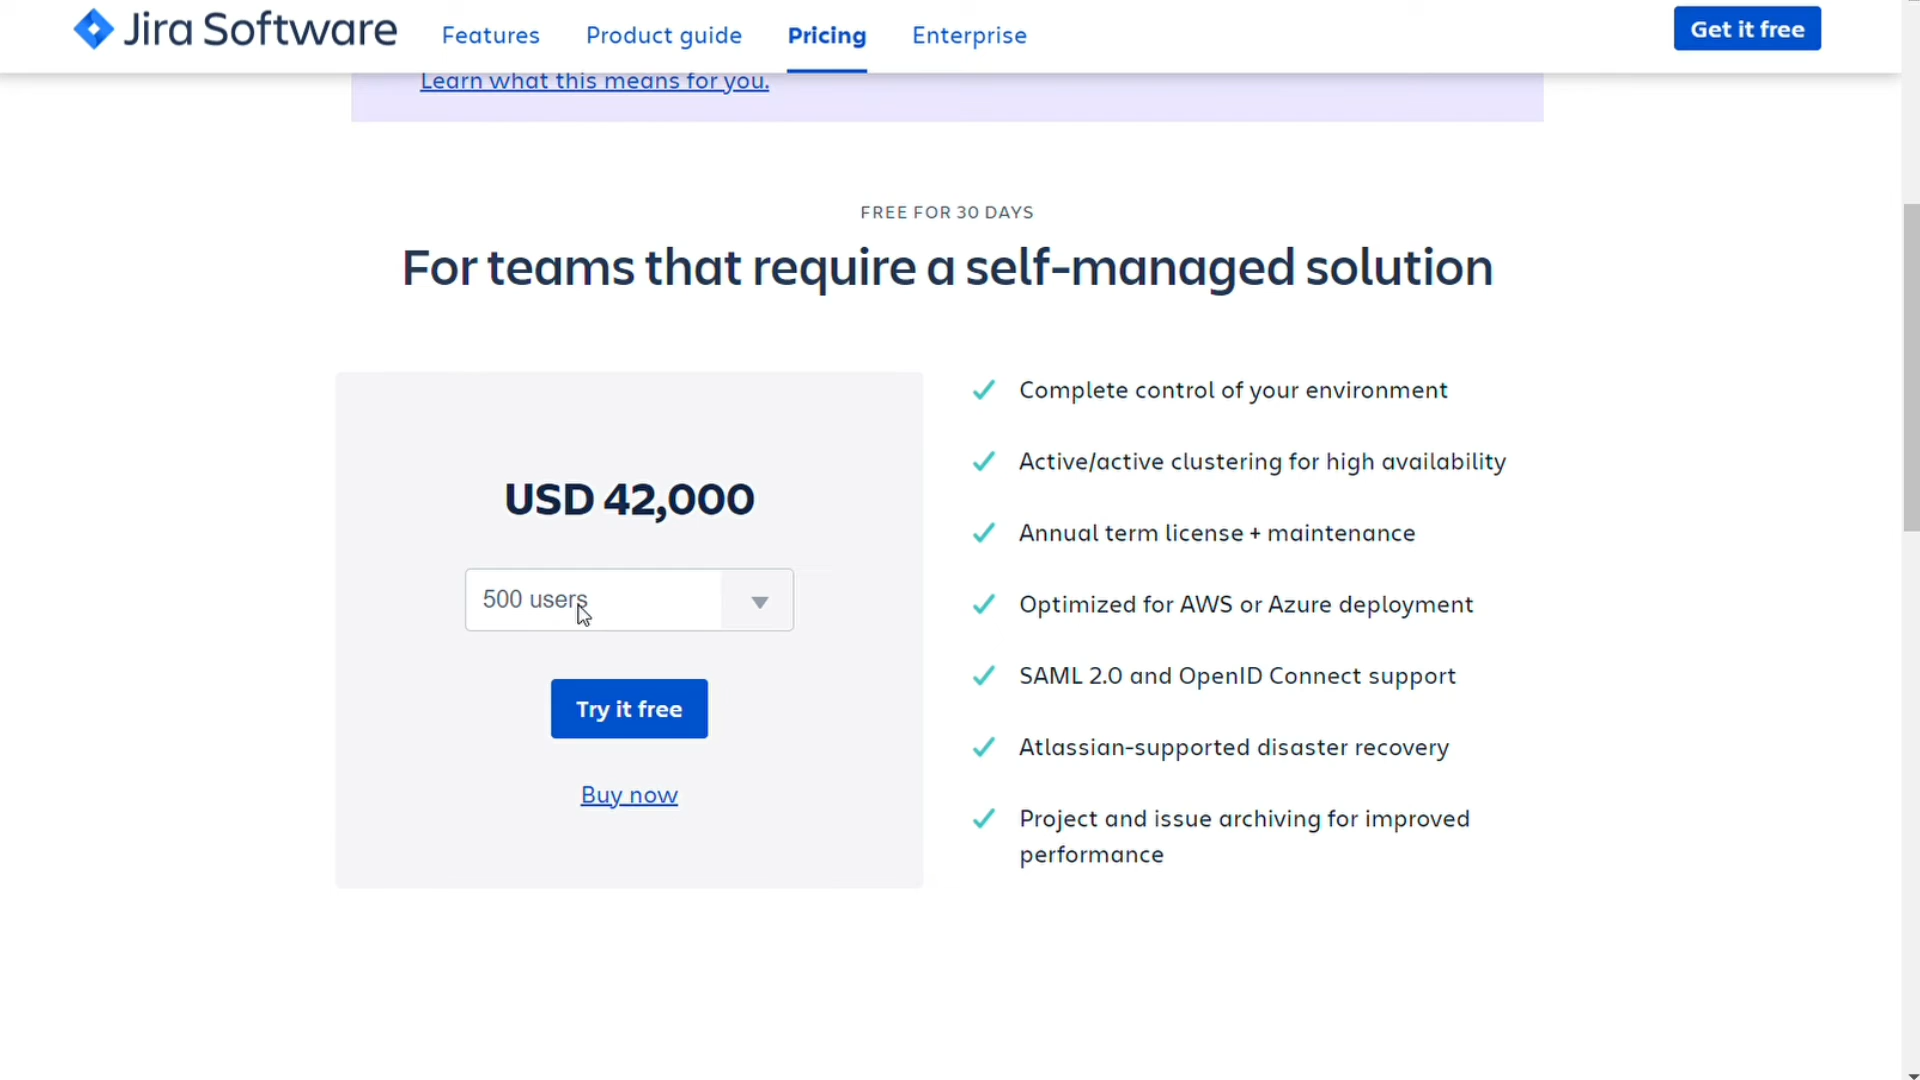 Jira Software
Features
Product guide
Pricing
Enterprise
Get it free
Learn what this means for you.
FREE FOR 30 DAYS
For teams that require a self-managed solution
USD 42,000
500 users
Try it free
Buy now
Complete control of your environment
Active/active clustering for high availability
Annual term license + maintenance
Optimized for AWS or Azure deployment
SAML 2.0 and OpenID Connect support
Atlassian-supported disaster recovery
Project and issue archiving for improved
performance